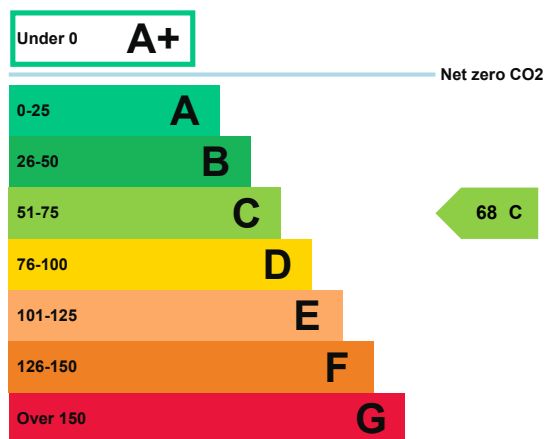 Under 0 A+
Net zero CO2
0-25 A
26-50 B
51-75 C
68 C
76-100 D
101-125 E
126-150 F
Over 150 G